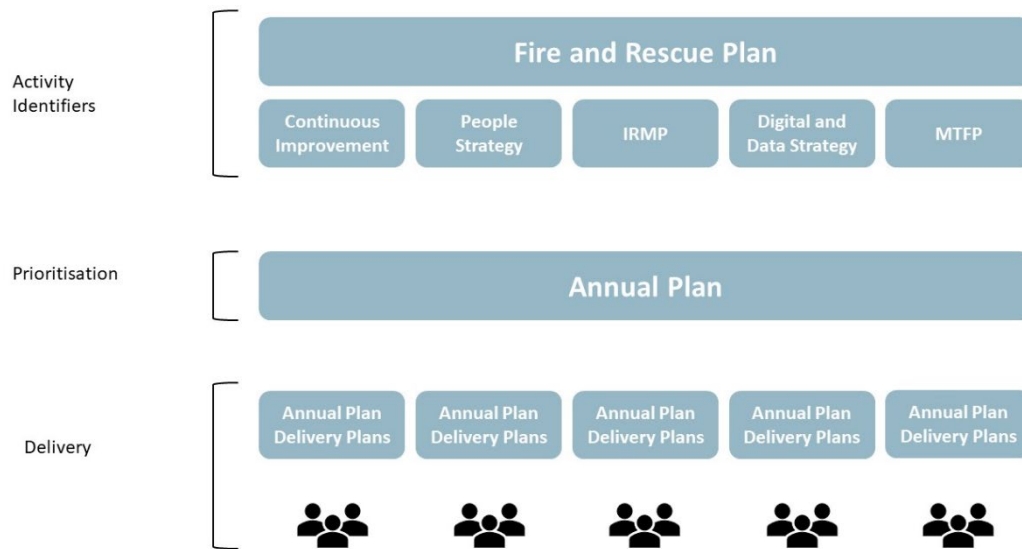 Activity
Identifiers
Fire and Rescue Plan
Continuous
Improvement
People
Strategy
IRMP
Digital and
Data Strategy
MTFP
Prioritisation
Annual Plan
Delivery
Annual Plan
Delivery Plans
Annual Plan
Delivery Plans
Annual Plan
Delivery Plans
Annual Plan
Delivery Plans
Annual Plan
Delivery Plans